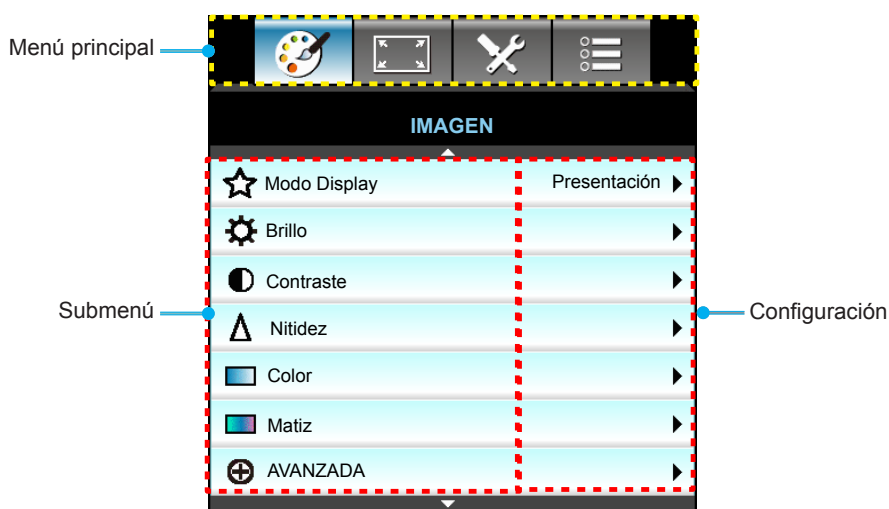 Menú principal
IMAGEN
Modo Display Presentación
Brillo
Contraste
Submenú
Configuración
Nitidez
Color
Matiz
AVANZADA